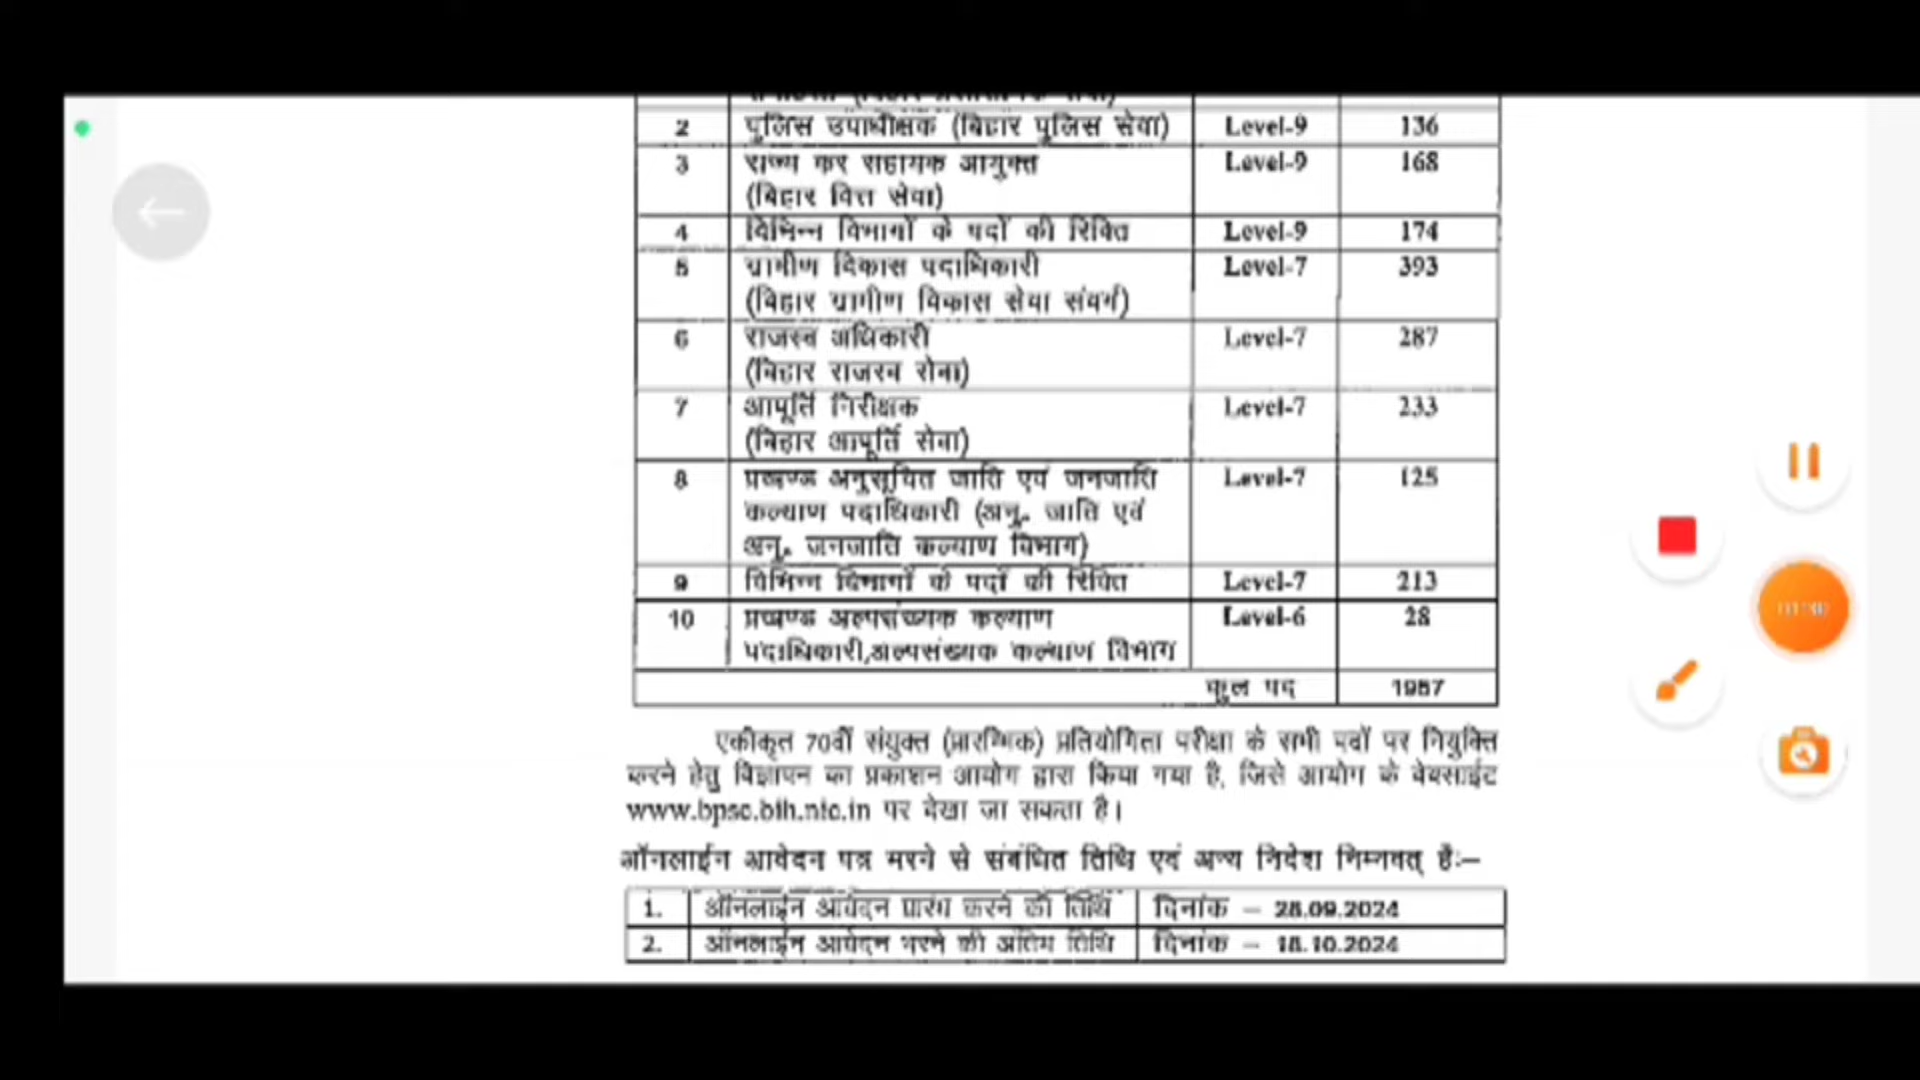 2 पुलिस उपाधीक्षक (बिहार पुलिस सेवा) Level-9 136
3 राज्य कर सहायक आयुक्त Level-9 168
(बिहार वित्त सेवा)
4 विभिन्न विभागों के पदों की रिक्ति Level-9 174
5 ग्रामीण विकास पदाधिकारी Level-7 393
(बिहार ग्रामीण विकास सेवा संवर्ग)
6 राजस्व अधिकारी Level-7 287
(बिहार राजस्व सेवा)
7 आपूर्ति निरीक्षक Level-7 233
(बिहार आपूर्ति सेवा)
8 प्रखण्ड अनुसूचित जाति एवं जनजाति Level-7 125
कल्याण पदाधिकारी (अनु. जाति एवं
अनु. जनजाति कल्याण विभाग)
9 विभिन्न विभागों के पदों की रिक्ति Level-7 213
10 प्रखण्ड अल्पसंख्यक कल्याण Level-6 28
पदाधिकारी,अल्पसंख्यक कल्याण विभाग
कुल पद 1957
एकीकृत 70वीं संयुक्त (प्रारम्भिक) प्रतियोगिता परीक्षा के सभी पदों पर नियुक्ति
करने हेतु विज्ञापन का प्रकाशन आयोग द्वारा किया गया है, जिसे आयोग के वेबसाईट
www.bpsc.bih.nic.in पर देखा जा सकता है।
ऑनलाईन आवेदन पत्र भरने से संबंधित तिथि एवं अन्य निदेश निम्नवत् है:–
1. ऑनलाईन आवेदन प्रारंभ करने की तिथि दिनांक – 28.09.2024
2. ऑनलाईन आवेदन भरने की अंतिम तिथि दिनांक – 18.10.2024